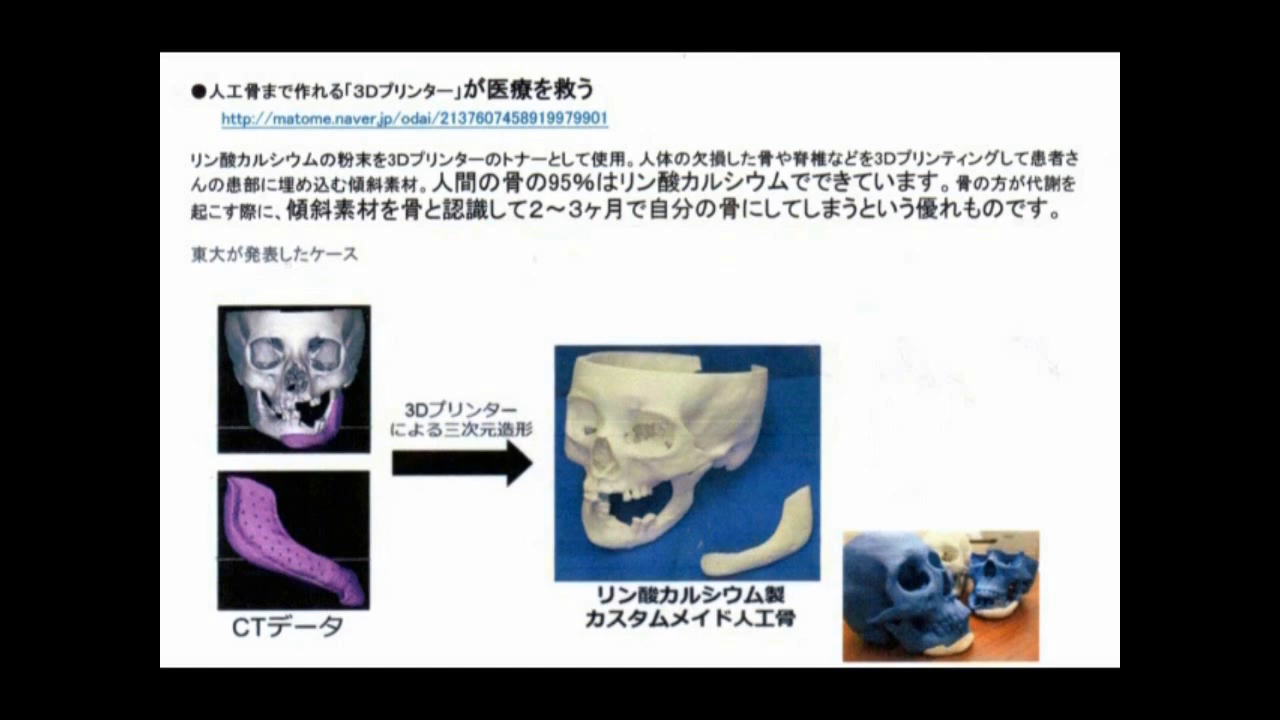 ●人工骨まで作れる「3Dプリンター」が医療を救う
http://matome.naver.jp/odai/2137607458919979901
リン酸カルシウムの粉末を3Dプリンターのトナーとして使用。人体の欠損した骨や脊椎などを3Dプリンティングして患者さ
んの患部に埋め込む傾斜素材。人間の骨の95%はリン酸カルシウムでできています。骨の方が代謝を
起こす際に、傾斜素材を骨と認識して2～3ヶ月で自分の骨にしてしまうという優れものです。
東大が発表したケース
3Dプリンター
による三次元造形
CTデータ
リン酸カルシウム製
カスタムメイド人工骨